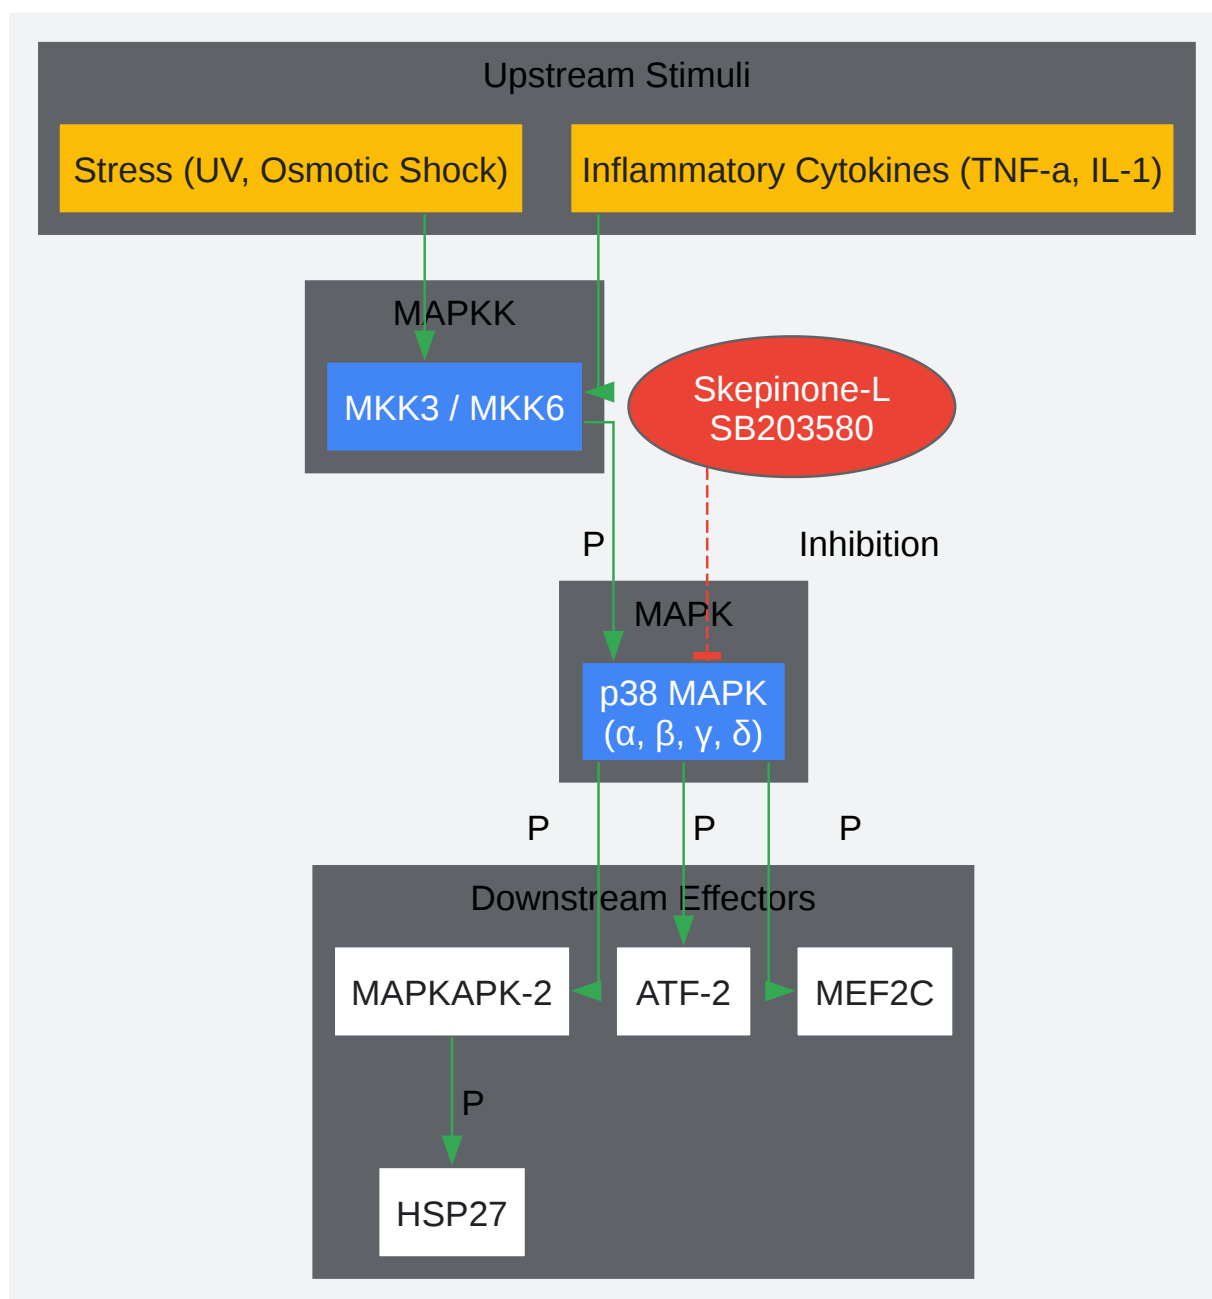 Upstream Stimuli
Stress (UV, Osmotic Shock)
Inflammatory Cytokines (TNF-a, IL-1)
MAPKK
MKK3 / MKK6
Skepinone-L
SB203580
P
Inhibition
MAPK
p38 MAPK
(α, β, γ, δ)
P
P
P
Downstream Effectors
MAPKAPK-2
ATF-2
MEF2C
P
HSP27